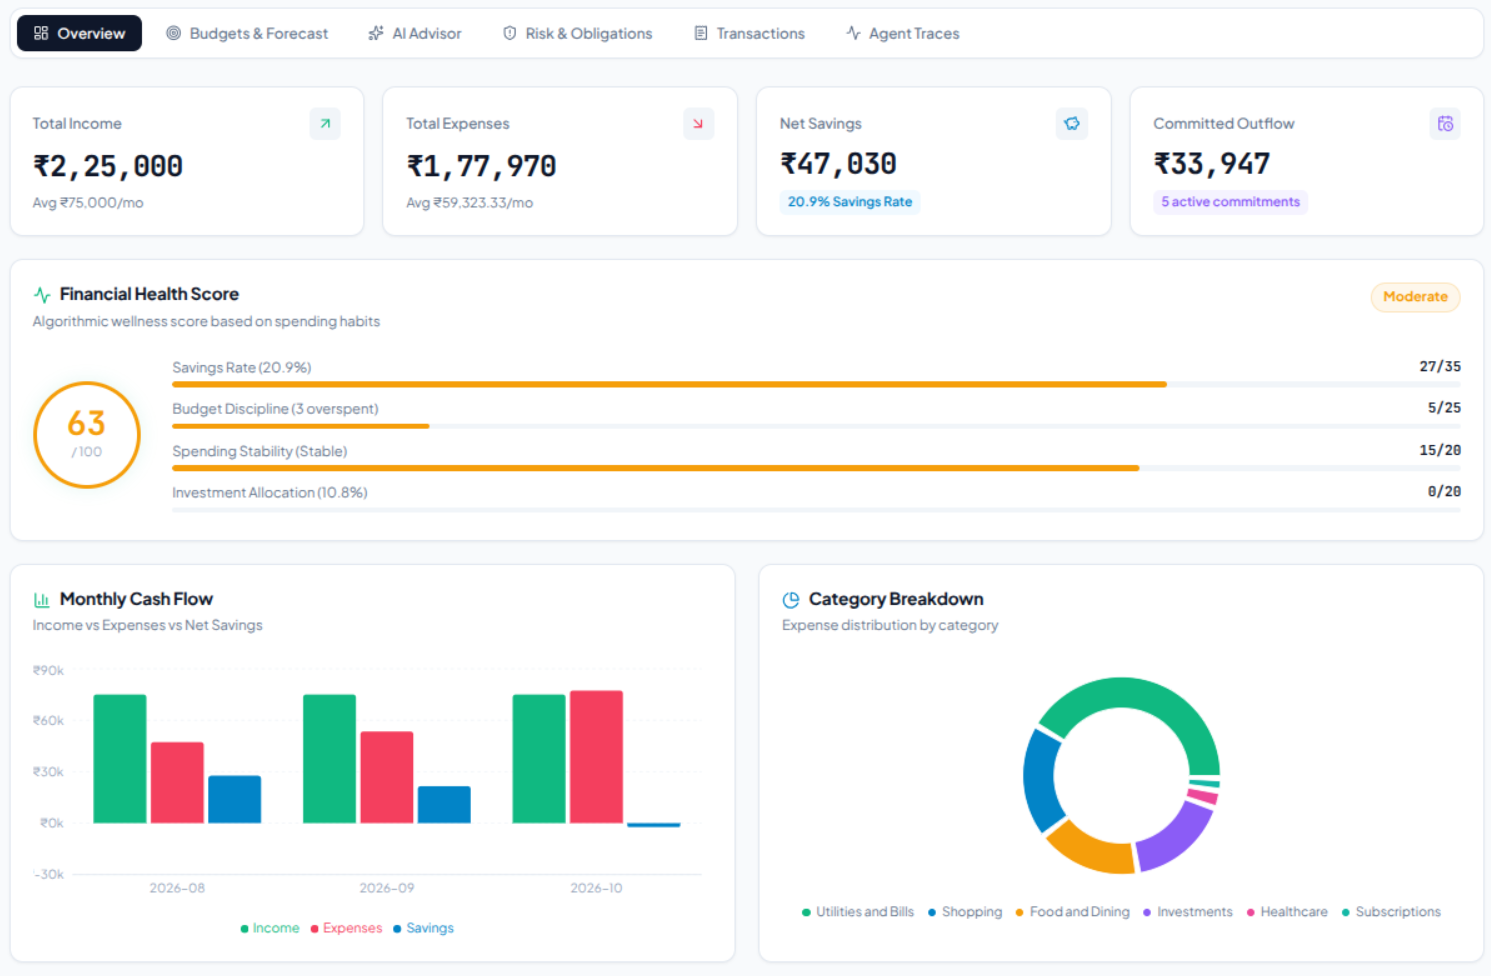 Overview Budgets & Forecast AI Advisor Risk & Obligations Transactions Agent Traces
Total Income
₹2,25,000
Avg ₹75,000/mo
Total Expenses
₹1,77,970
Avg ₹59,323.33/mo
Net Savings
₹47,030
20.9% Savings Rate
Committed Outflow
₹33,947
5 active commitments
Financial Health Score
Moderate
Algorithmic wellness score based on spending habits
63
/100
Savings Rate (20.9%) 27/35
Budget Discipline (3 overspent) 5/25
Spending Stability (Stable) 15/20
Investment Allocation (10.8%) 0/20
Monthly Cash Flow
Income vs Expenses vs Net Savings
₹90k
₹60k
₹30k
₹0k
-30k
2026-08 2026-09 2026-10
Income Expenses Savings
Category Breakdown
Expense distribution by category
Utilities and Bills Shopping Food and Dining Investments Healthcare Subscriptions